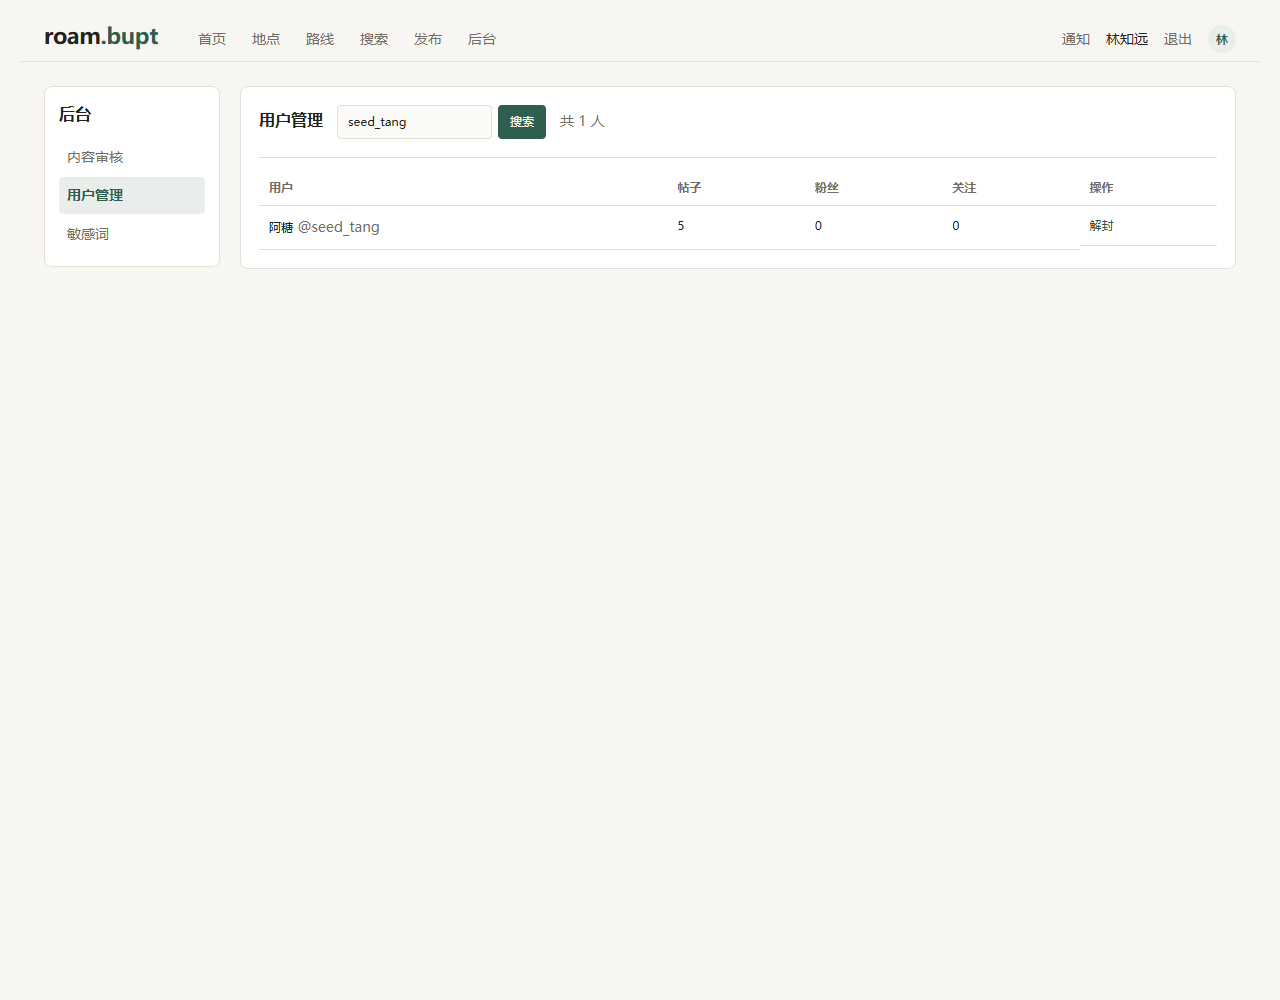 roam.bupt 首页 地点 路线 搜索 发布 后台 通知 林知远 退出 林
后台
内容审核
用户管理
敏感词
用户管理 seed_tang 搜索 共 1 人
用户 帖子 粉丝 关注 操作
阿糖 @seed_tang 5 0 0 解封